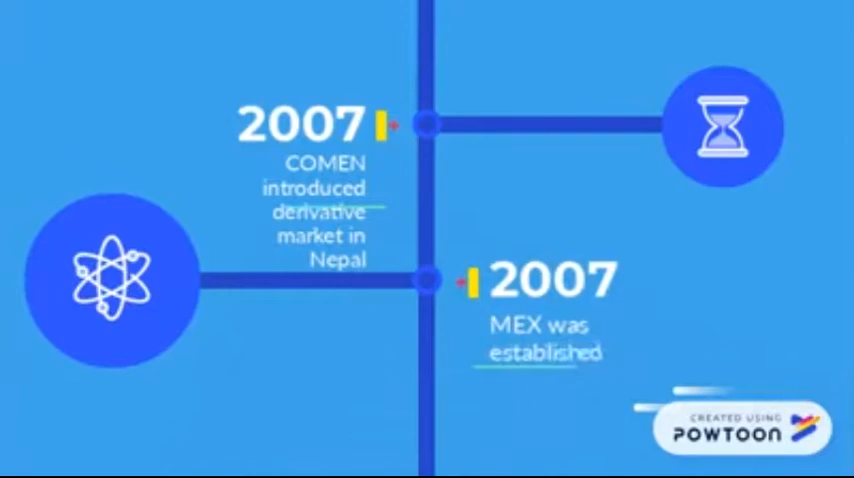 2007
COMEN
introduced
derivative
market in
Nepal
2007
MEX was
established
CREATED USING
POWTOON